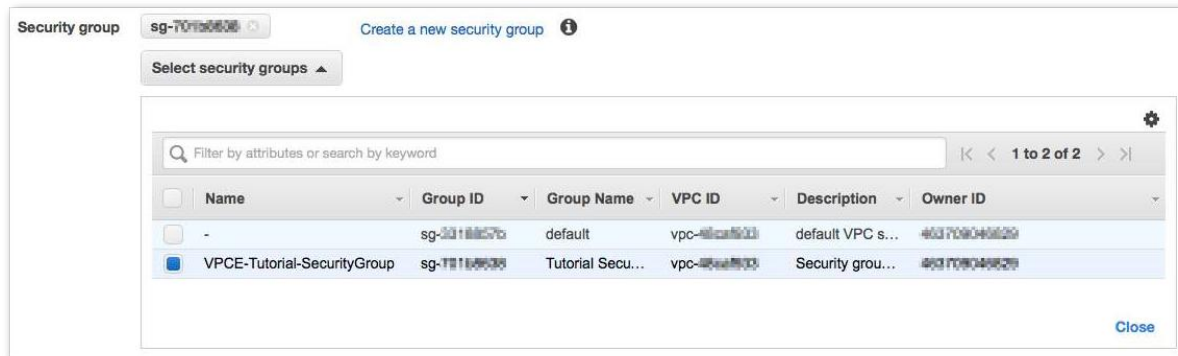 Security group sg- Create a new security group
Select security groups
Filter by attributes or search by keyword 1 to 2 of 2
Name Group ID Group Name VPC ID Description Owner ID
- sg- default vpc- default VPC s...
VPCE-Tutorial-SecurityGroup sg- Tutorial Secu... vpc- Security grou...
Close